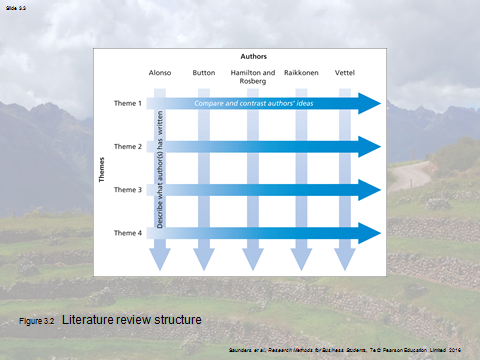 Slide 3.3
Authors
Alonso Button Hamilton and Rosberg Raikkonen Vettel
Theme 1 Compare and contrast authors' ideas
Theme 2
Theme 3
Theme 4
Themes
Describe what author(s) has written
Figure 3.2 Literature review structure
Saunders et al, Research Methods for Business Students, 7e © Pearson Education Limited 2016